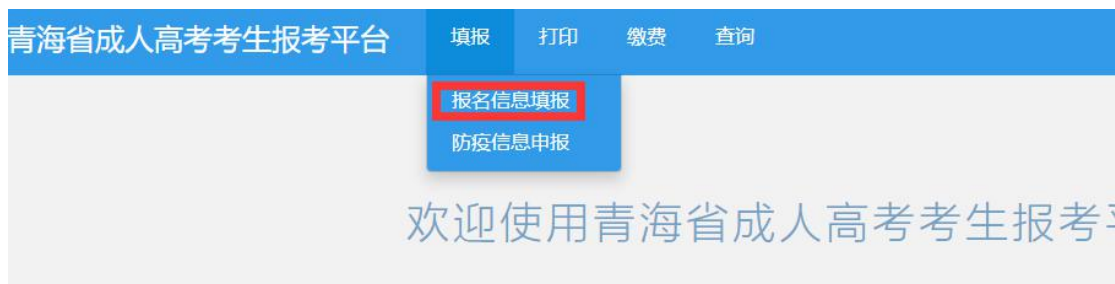 青海省成人高考考生报考平台 填报 打印 缴费 查询
报名信息填报
防疫信息申报
欢迎使用青海省成人高考考生报考